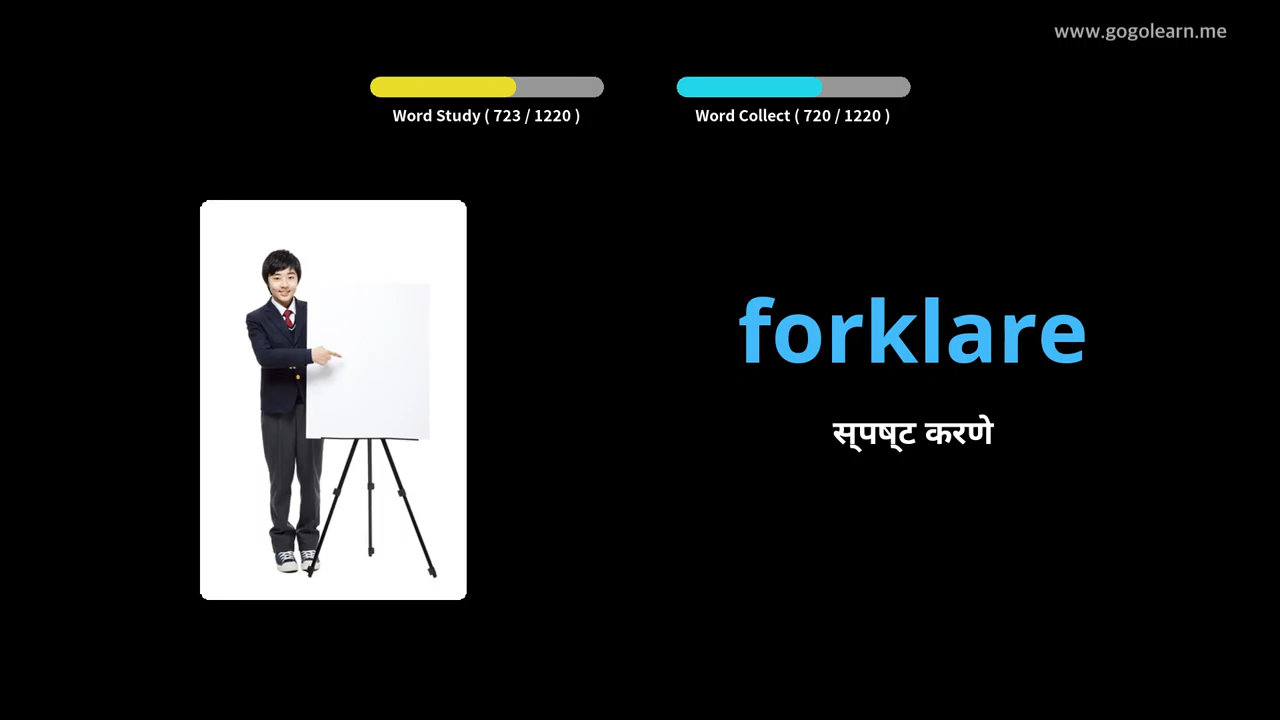 www.gogolearn.me
Word Study ( 723 / 1220 )
Word Collect ( 720 / 1220 )
forklare
स्पष्ट करणे